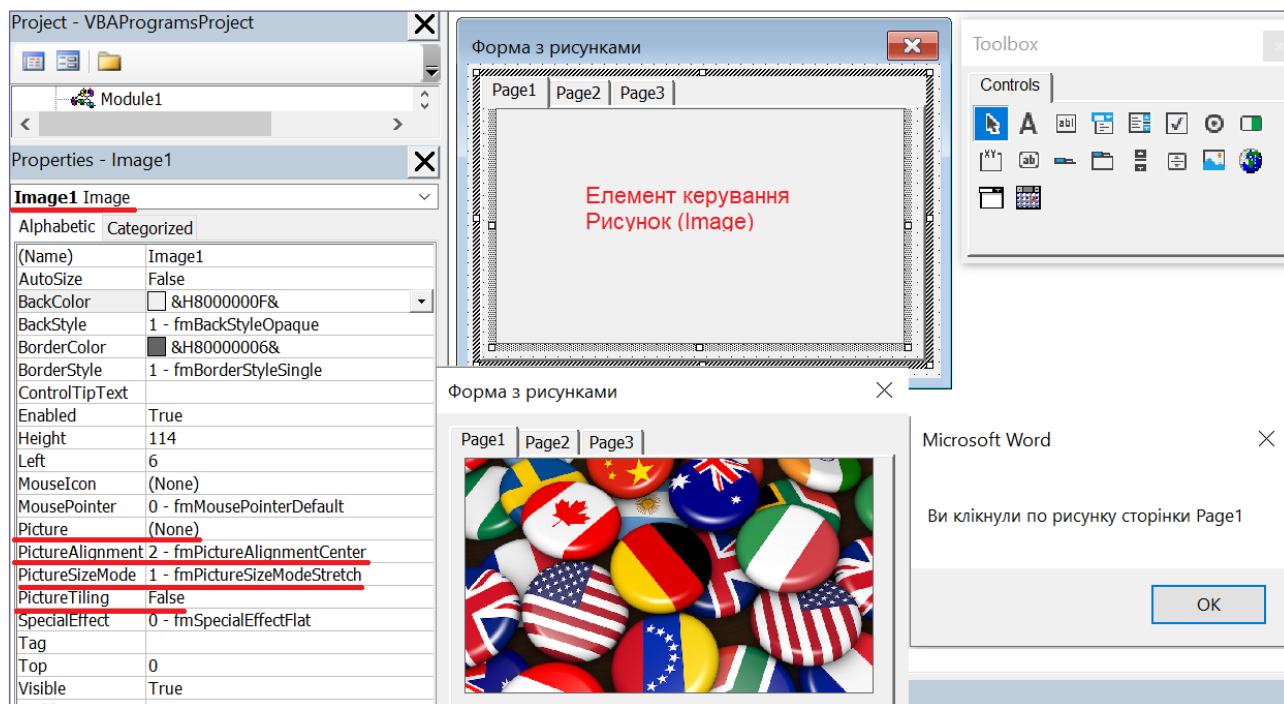 Project - VBAProgramsProject
Module1
Properties - Image1
Image1 Image
Alphabetic Categorized
(Name) Image1
AutoSize False
BackColor &H8000000F&
BackStyle 1 - fmBackStyleOpaque
BorderColor &H80000006&
BorderStyle 1 - fmBorderStyleSingle
ControlTipText
Enabled True
Height 114
Left 6
MouseIcon (None)
MousePointer 0 - fmMousePointerDefault
Picture (None)
PictureAlignment 2 - fmPictureAlignmentCenter
PictureSizeMode 1 - fmPictureSizeModeStretch
PictureTiling False
SpecialEffect 0 - fmSpecialEffectFlat
Tag
Top 0
Visible True
Форма з рисунками
Page1 Page2 Page3
Елемент керування
Рисунок (Image)
Toolbox
Controls
A abl
XY ab
Форма з рисунками
Page1 Page2 Page3
Microsoft Word
Ви клікнули по рисунку сторінки Page1
OK